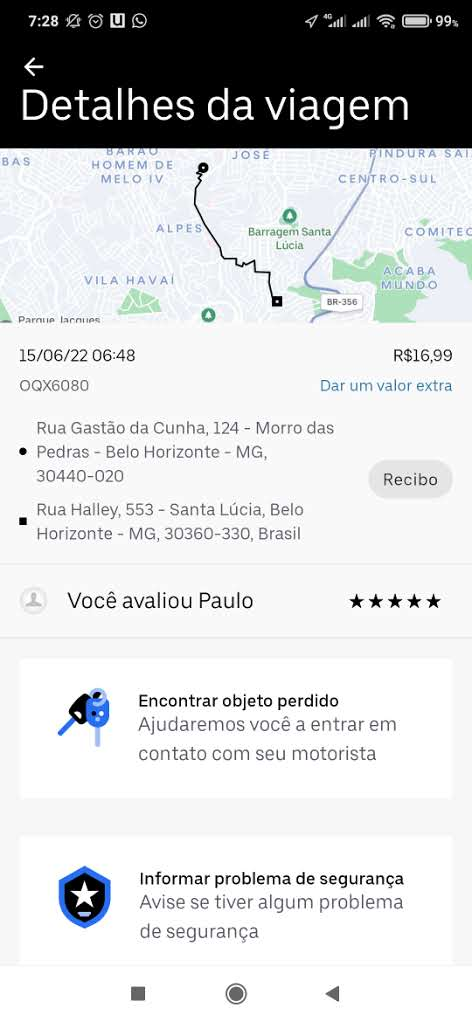 7:28
4G
99%
Detalhes da viagem
BAS
BARÃO
HOMEM DE
MELO IV
JOSÉ
PINDURA SAI
CENTRO-SUL
ALPES
Barragem Santa
Lúcia
COMITEC
ACABA
MUNDO
VILA HAVAÍ
BR-356
Parque Jacques
15/06/22 06:48
R$16,99
OQX6080
Dar um valor extra
Rua Gastão da Cunha, 124 - Morro das
Pedras - Belo Horizonte - MG,
30440-020
Recibo
Rua Halley, 553 - Santa Lúcia, Belo
Horizonte - MG, 30360-330, Brasil
Você avaliou Paulo
Encontrar objeto perdido
Ajudaremos você a entrar em
contato com seu motorista
Informar problema de segurança
Avise se tiver algum problema
de segurança